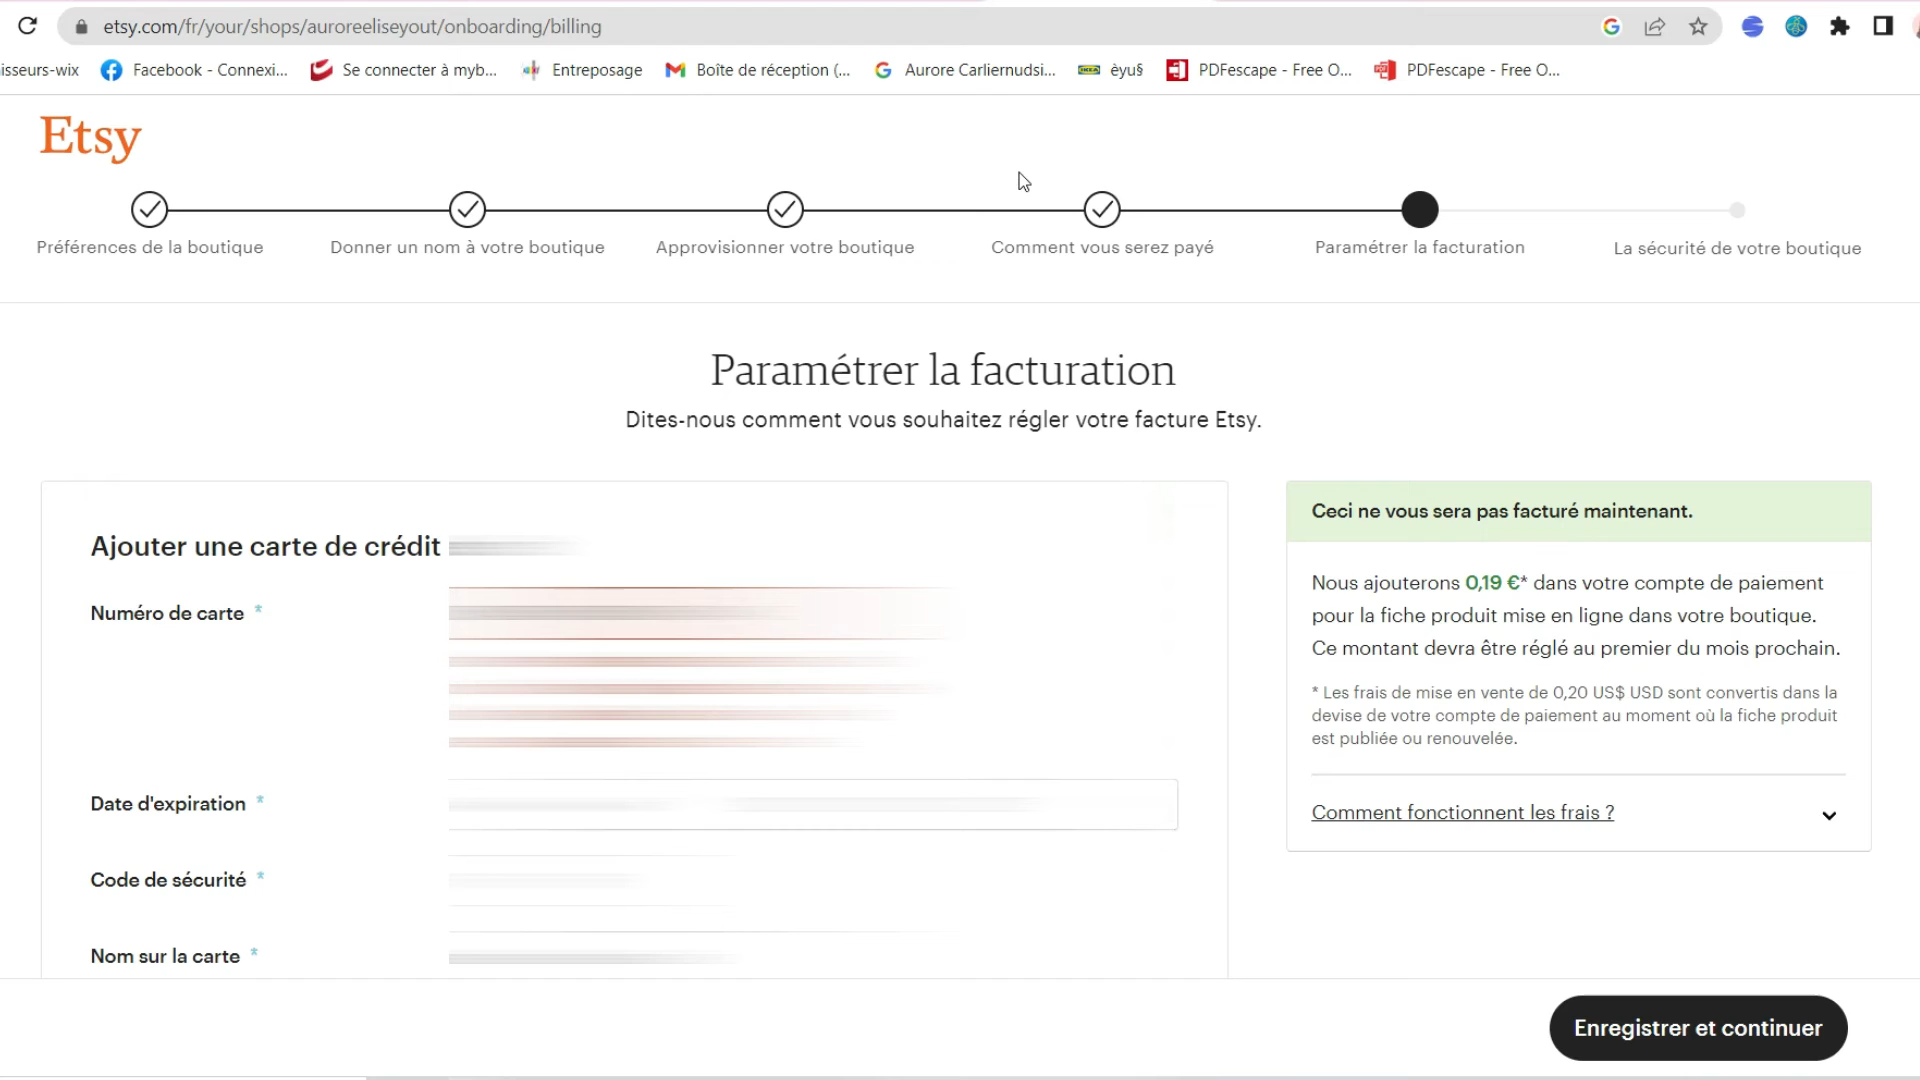 etsy.com/fr/your/shops/auroreeliseyout/onboarding/billing
isseurs-wix Facebook - Connexi... Se connecter à myb... Entreposage Boîte de réception (... Aurore Carliernudsi... èyu§ PDFescape - Free O... PDFescape - Free O...
Etsy
Préférences de la boutique Donner un nom à votre boutique Approvisionner votre boutique Comment vous serez payé Paramétrer la facturation La sécurité de votre boutique
Paramétrer la facturation
Dites-nous comment vous souhaitez régler votre facture Etsy.
Ajouter une carte de crédit
Numéro de carte *
Date d'expiration *
Code de sécurité *
Nom sur la carte *
Ceci ne vous sera pas facturé maintenant.
Nous ajouterons 0,19 €* dans votre compte de paiement
pour la fiche produit mise en ligne dans votre boutique.
Ce montant devra être réglé au premier du mois prochain.
* Les frais de mise en vente de 0,20 US$ USD sont convertis dans la
devise de votre compte de paiement au moment où la fiche produit
est publiée ou renouvelée.
Comment fonctionnent les frais ?
Enregistrer et continuer